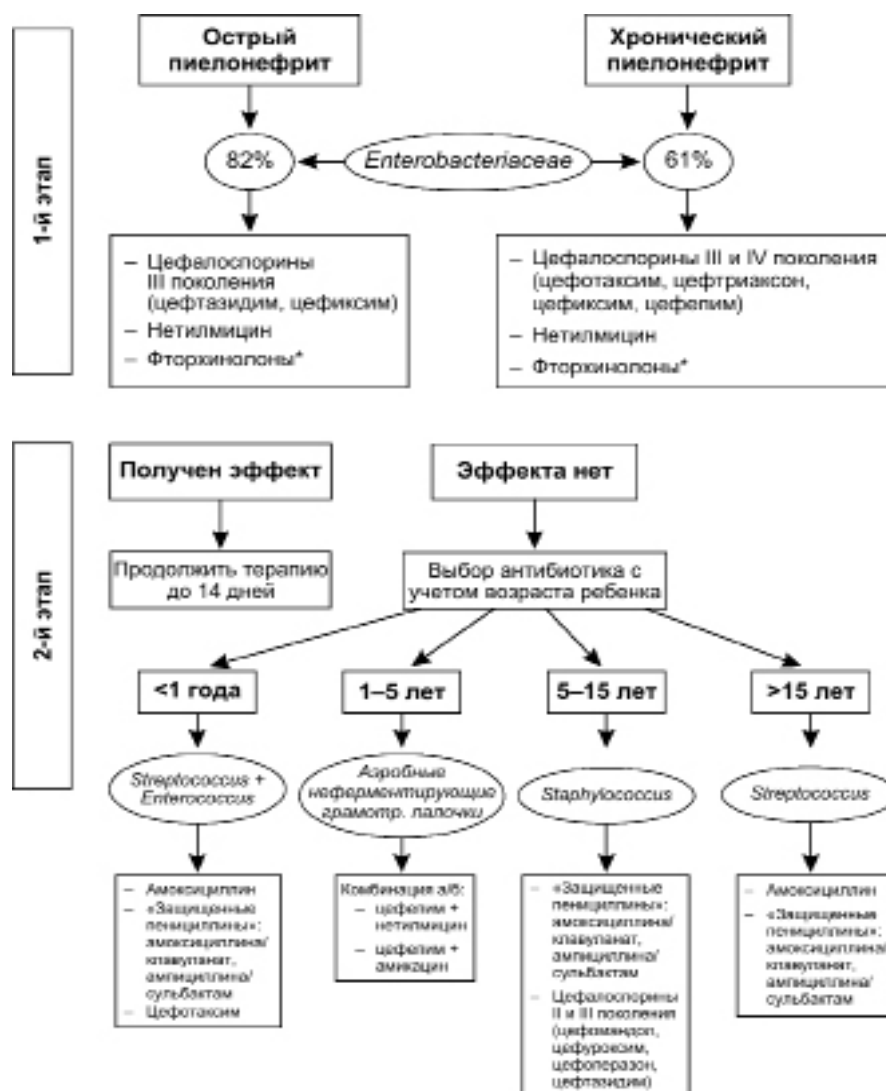 1-й этап
Острый
пиелонефрит
Хронический
пиелонефрит
82%
Enterobacteriaceae
61%
– Цефалоспорины
III поколения
(цефтазидим, цефиксим)
– Нетилмицин
– Фторхинолоны*
– Цефалоспорины III и IV поколения
(цефотаксим, цефтриаксон,
цефиксим, цефепим)
– Нетилмицин
– Фторхинолоны*
2-й этап
Получен эффект
Эффекта нет
Продолжить терапию
до 14 дней
Выбор антибиотика с
учетом возраста ребенка
<1 года
1–5 лет
5–15 лет
>15 лет
Streptococcus +
Enterococcus
Аэробные
неферментирующие
грамотр. палочки
Staphylococcus
Streptococcus
– Амоксициллин
– «Защищенные
пенициллины»:
амоксициллина/
клавуланат,
ампициллина/
сульбактам
– Цефотаксим
Комбинация а/б:
– цефепим +
нетилмицин
– цефепим +
амикацин
– «Защищенные
пенициллины»:
амоксициллина/
клавуланат,
ампициллина/
сульбактам
– Цефалоспорины
II и III поколения
(цефомандол,
цефуроксим,
цефоперазон,
цефтазидим)
– Амоксициллин
– «Защищенные
пенициллины»:
амоксициллина/
клавуланат,
ампициллина/
сульбактам